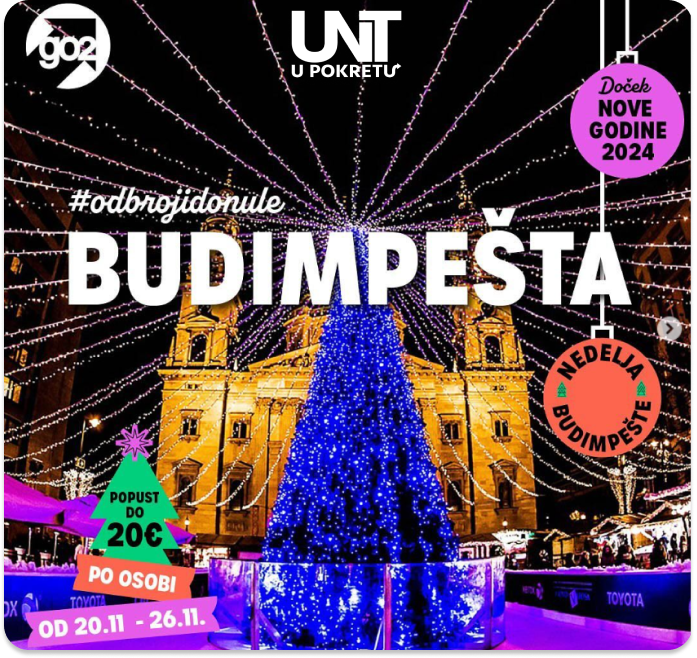 go2
UNIT
U POKRETU
Doček
NOVE
GODINE
2024
#odbrojidonule
BUDIMPEŠTA
NEDELJA
BUDIMPEŠTE
POPUST
DO
20€
PO OSOBI
OD 20.11 - 26.11.
TOYOTA
TOYOTA